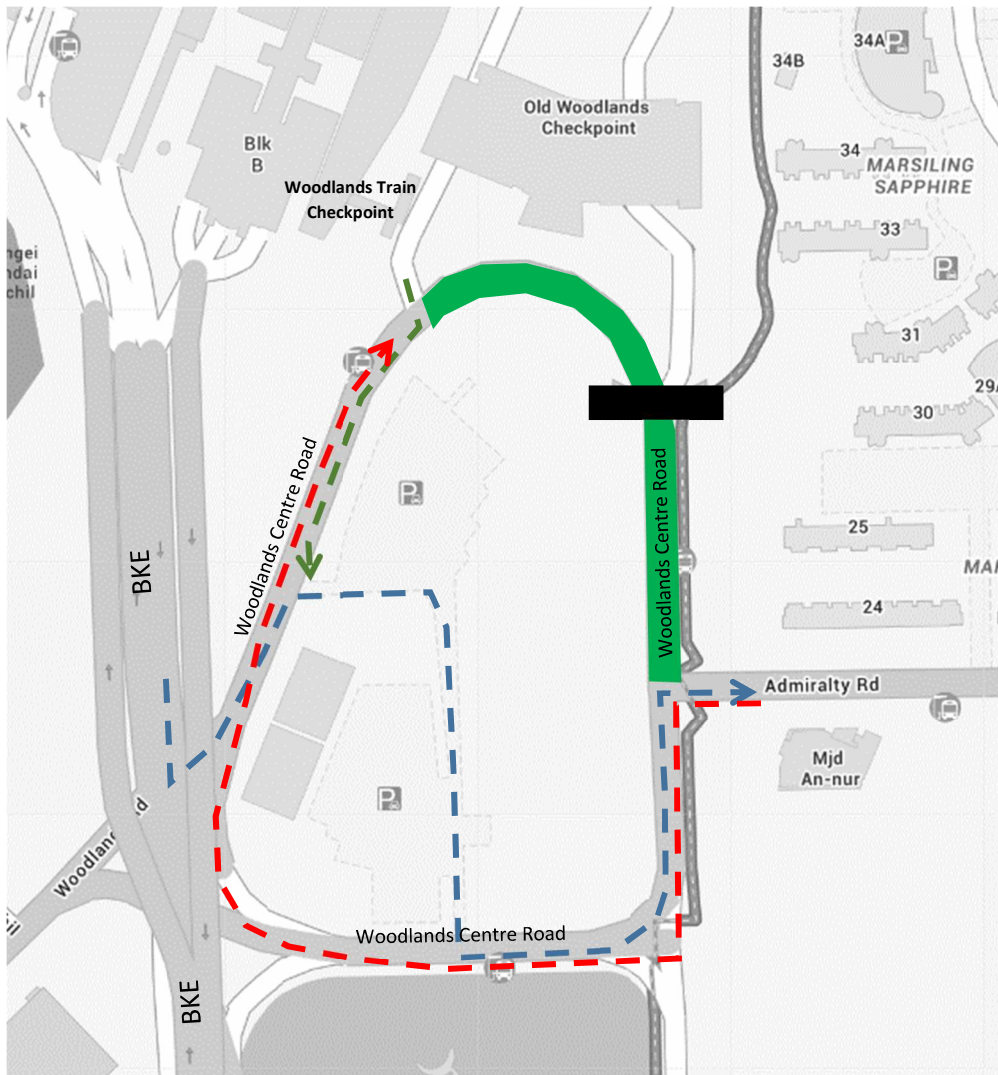 34A
P
34B
Old Woodlands
Checkpoint
Blk
B
34
MARSILING
SAPPHIRE
Woodlands Train
Checkpoint
33
31
30
P
P
25
24
BKE
Woodlands Centre Road
Woodlands Centre Road
Admiralty Rd
Mjd
An-nur
P
Woodlands Centre Road
BKE